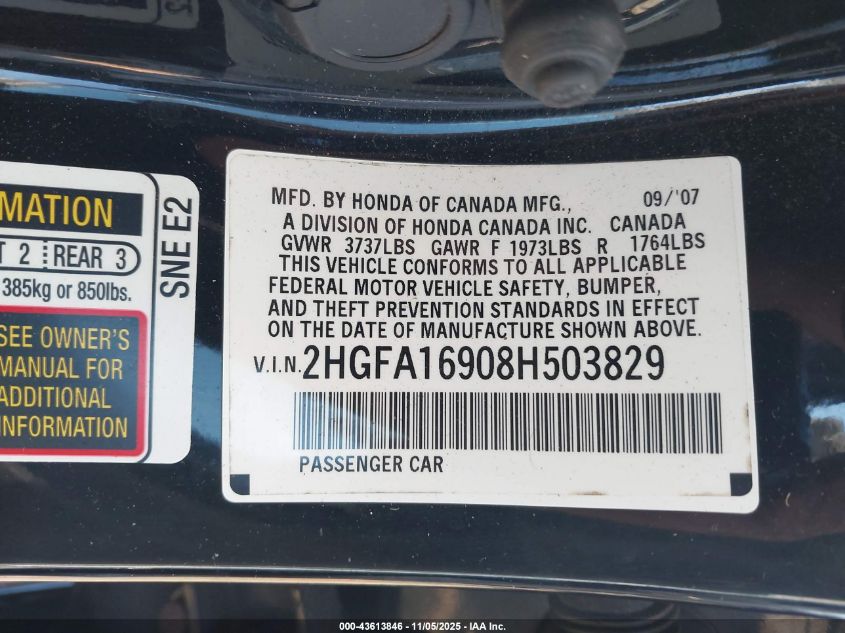 MATION
T 2 REAR 3
385kg or 850lbs.
SEE OWNER'S
MANUAL FOR
ADDITIONAL
INFORMATION
SNE E2
MFD. BY HONDA OF CANADA MFG., 09/'07
A DIVISION OF HONDA CANADA INC. CANADA
GVWR 3737LBS GAWR F 1973LBS R 1764LBS
THIS VEHICLE CONFORMS TO ALL APPLICABLE
FEDERAL MOTOR VEHICLE SAFETY, BUMPER,
AND THEFT PREVENTION STANDARDS IN EFFECT
ON THE DATE OF MANUFACTURE SHOWN ABOVE.
V.I.N. 2HGFA16908H503829
PASSENGER CAR
000-43613846 - 11/05/2025 - IAA Inc.